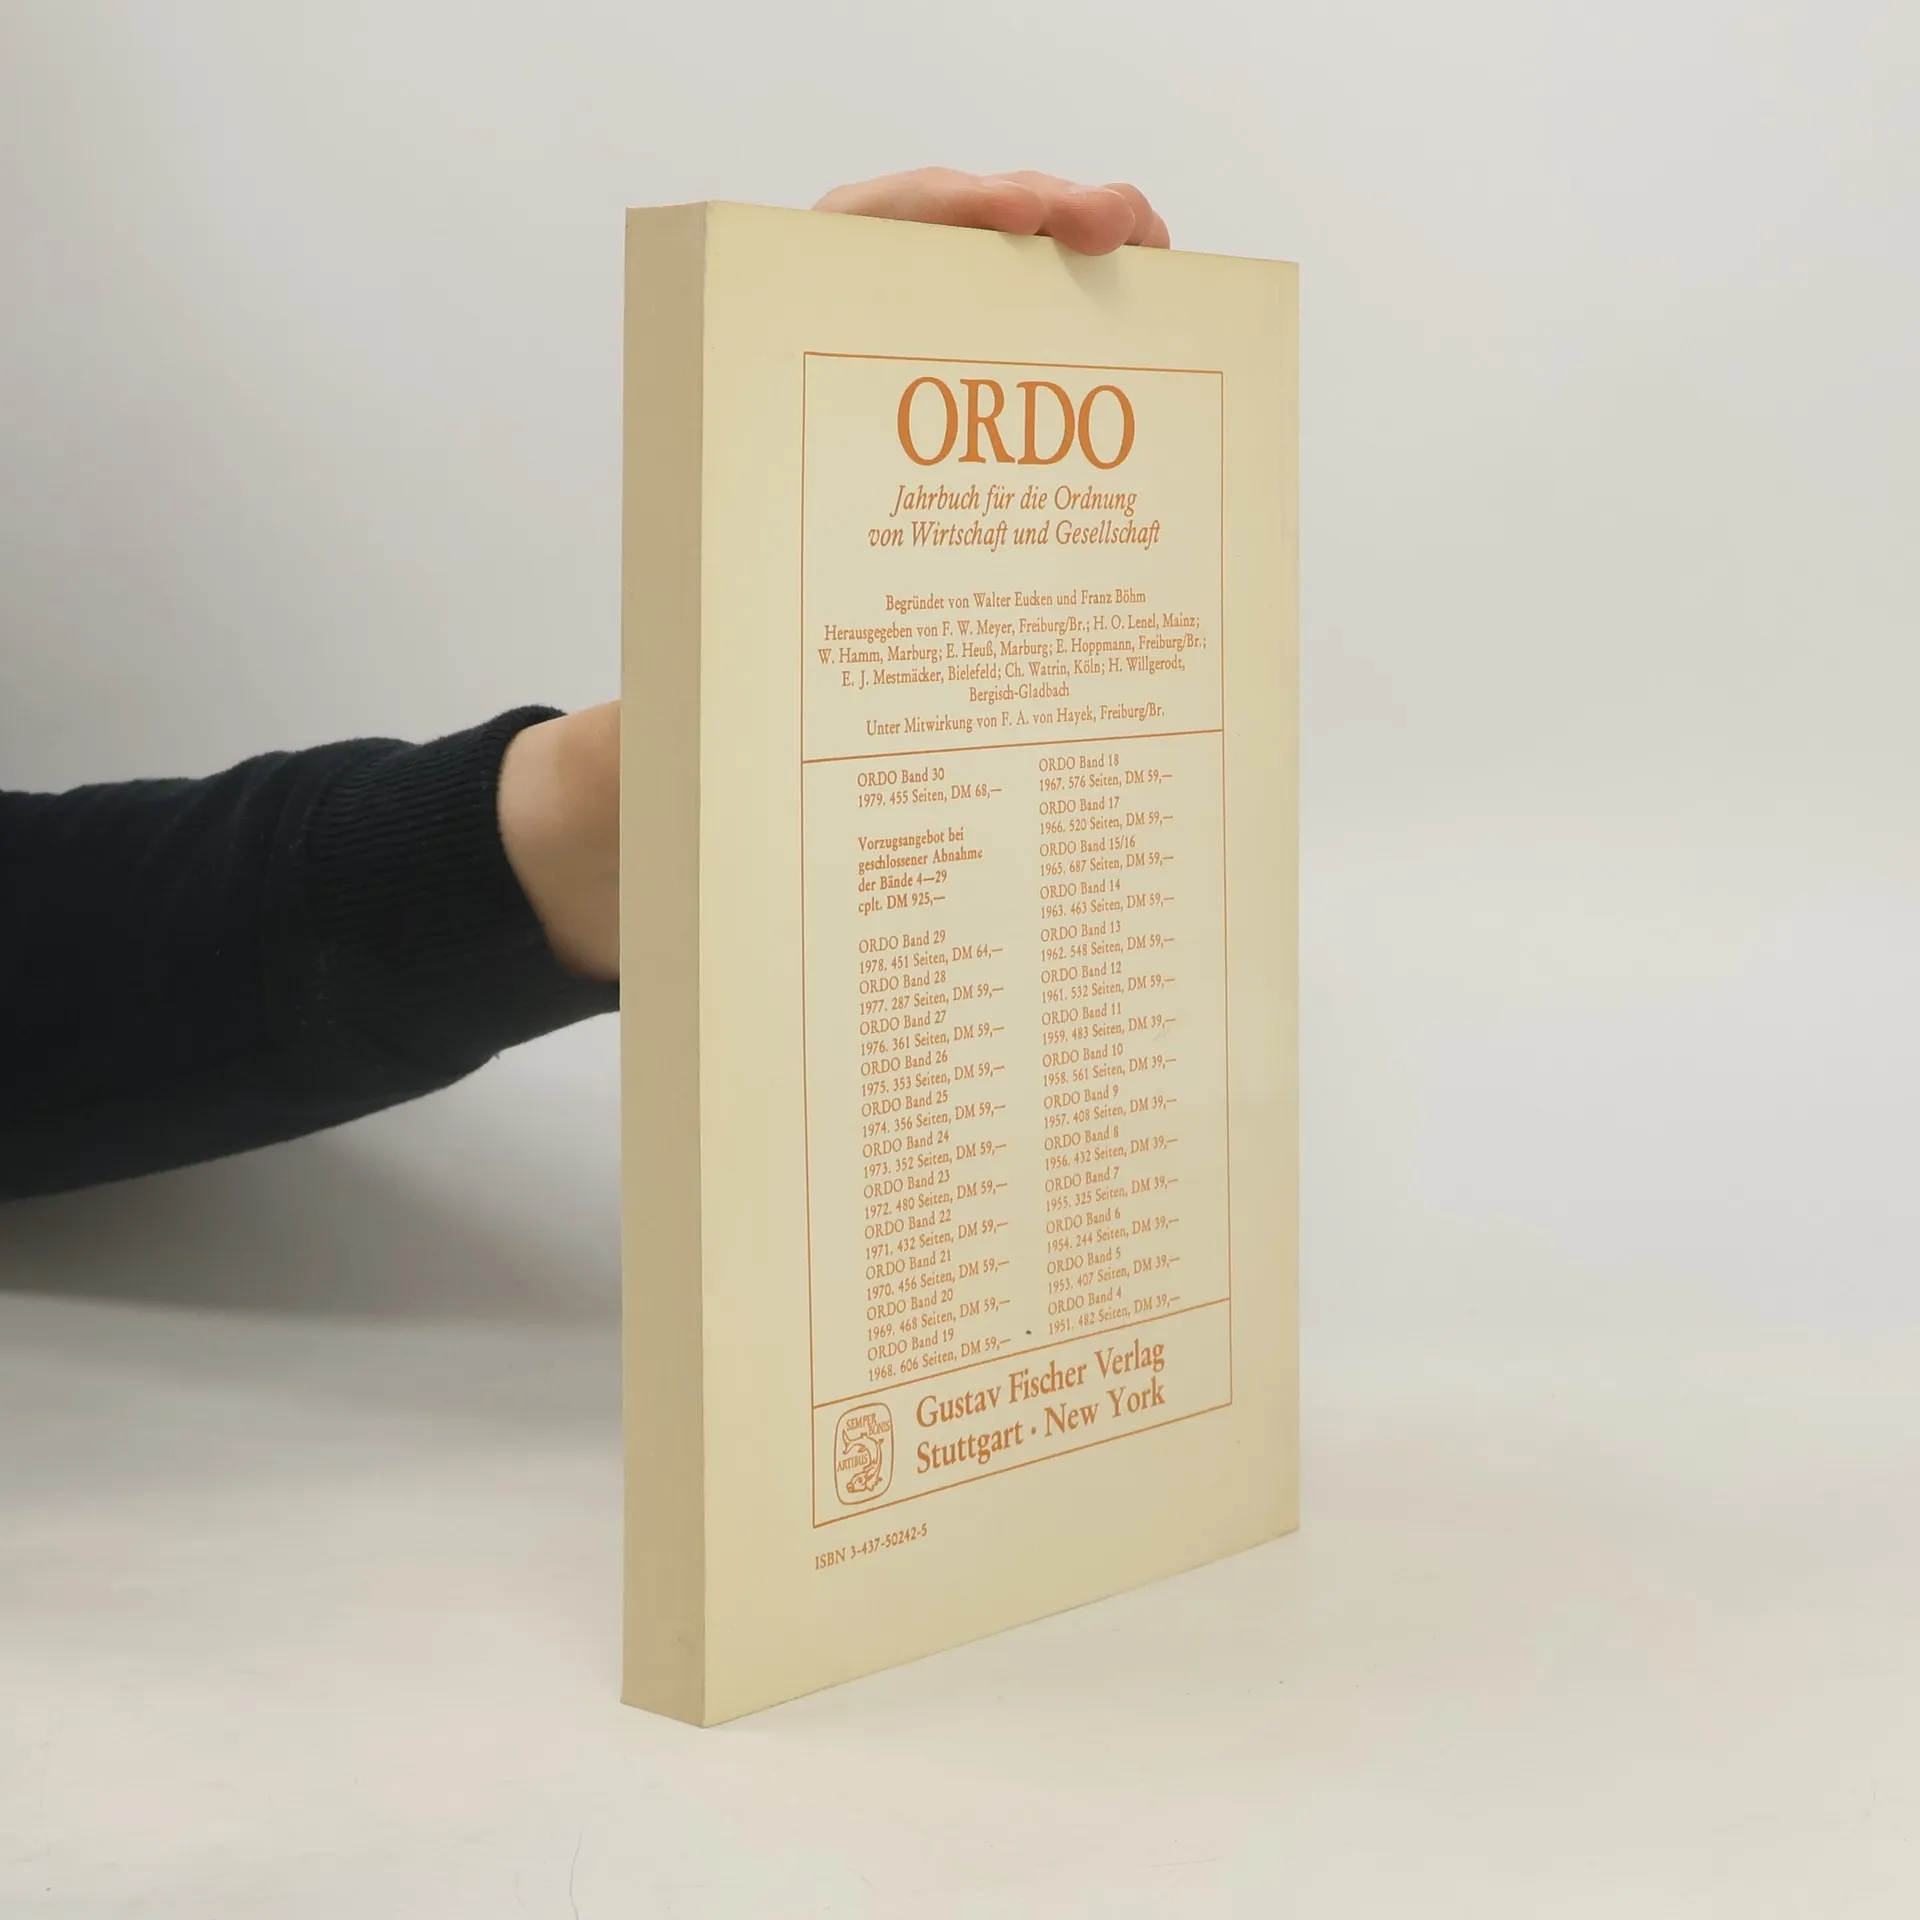 ORDO
Jahrbuch für die Ordnung
von Wirtschaft und Gesellschaft
Begründet von Walter Eucken und Franz Böhm
Herausgegeben von F. W. Meyer, Freiburg/Br.; H. O. Lenel, Mainz;
W. Hamm, Marburg; E. Heuß, Marburg; E. Hoppmann, Freiburg/Br.;
E. J. Mestmäcker, Bielefeld; Ch. Watrin, Köln; H. Willgerodt,
Bergisch-Gladbach
Unter Mitwirkung von F. A. von Hayek, Freiburg/Br.
ORDO Band 30
1979. 455 Seiten, DM 68,—
Vorzugsangebot bei
geschlossener Abnahme
der Bände 4—29
cplt. DM 925,—
ORDO Band 29
1978. 451 Seiten, DM 64,—
ORDO Band 28
1977. 287 Seiten, DM 59,—
ORDO Band 27
1976. 361 Seiten, DM 59,—
ORDO Band 26
1975. 353 Seiten, DM 59,—
ORDO Band 25
1974. 356 Seiten, DM 59,—
ORDO Band 24
1973. 352 Seiten, DM 59,—
ORDO Band 23
1972. 480 Seiten, DM 59,—
ORDO Band 22
1971. 432 Seiten, DM 59,—
ORDO Band 21
1970. 456 Seiten, DM 59,—
ORDO Band 20
1969. 468 Seiten, DM 59,—
ORDO Band 19
1968. 606 Seiten, DM 59,—
ORDO Band 18
1967. 576 Seiten, DM 59,—
ORDO Band 17
1966. 520 Seiten, DM 59,—
ORDO Band 15/16
1965. 687 Seiten, DM 59,—
ORDO Band 14
1963. 463 Seiten, DM 59,—
ORDO Band 13
1962. 548 Seiten, DM 59,—
ORDO Band 12
1961. 532 Seiten, DM 59,—
ORDO Band 11
1959. 483 Seiten, DM 39,—
ORDO Band 10
1958. 561 Seiten, DM 39,—
ORDO Band 9
1957. 408 Seiten, DM 39,—
ORDO Band 8
1956. 432 Seiten, DM 39,—
ORDO Band 7
1955. 325 Seiten, DM 39,—
ORDO Band 6
1954. 244 Seiten, DM 39,—
ORDO Band 5
1953. 407 Seiten, DM 39,—
ORDO Band 4
1951. 482 Seiten, DM 39,—
SEMPER
BONIS
ARTIBUS
Gustav Fischer Verlag
Stuttgart · New York
ISBN 3-437-50242-5